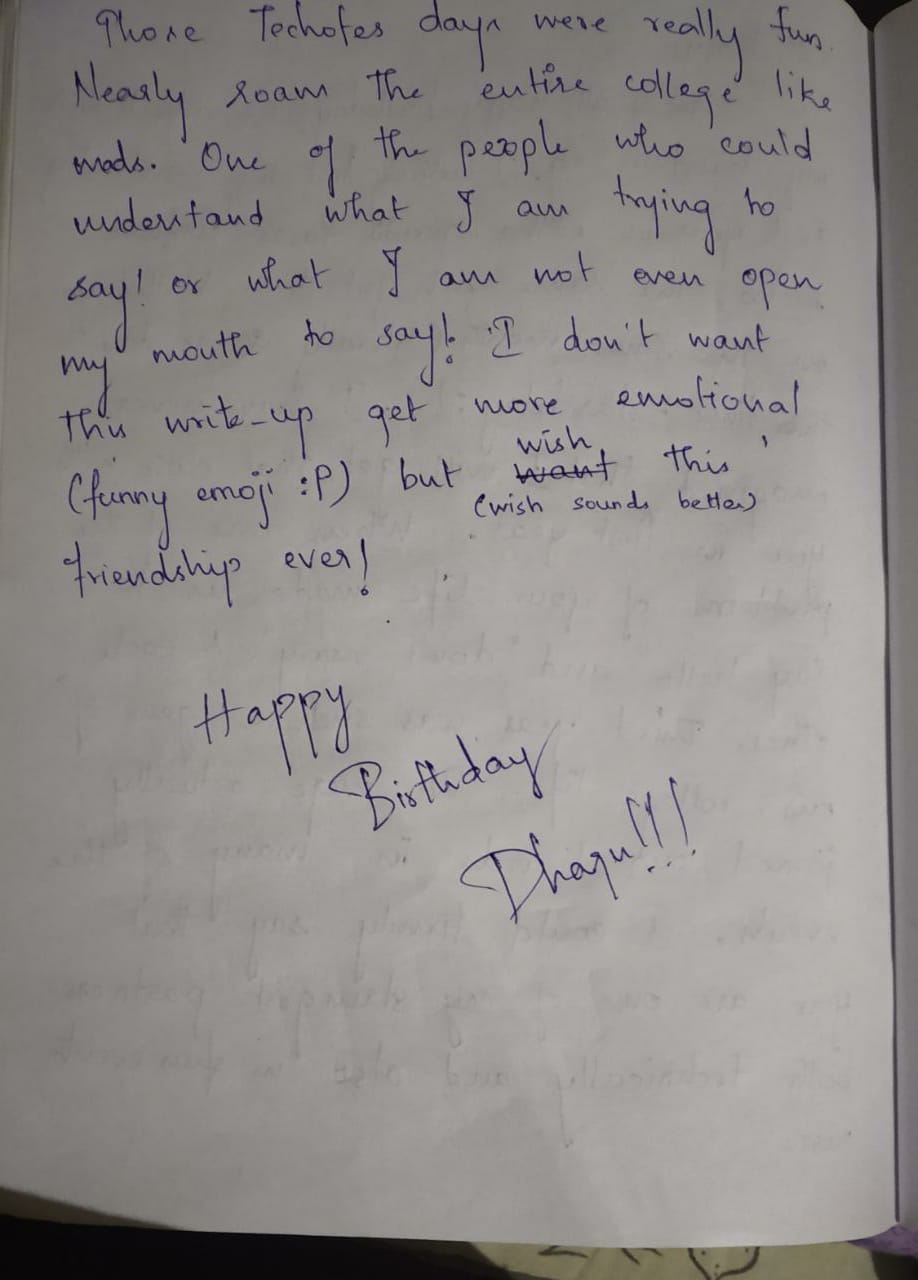 Those Techofes days were really fun.
Nearly roam the entire college like
mads. One of the people who could
understand what I am trying to
say! or what I am not even open
my mouth to say! I don't want
this write-up get more emotional
(funny emoji :P) but want wish this
(wish sounds better)
friendship ever!
Happy
Birthday
Dhagu!!!